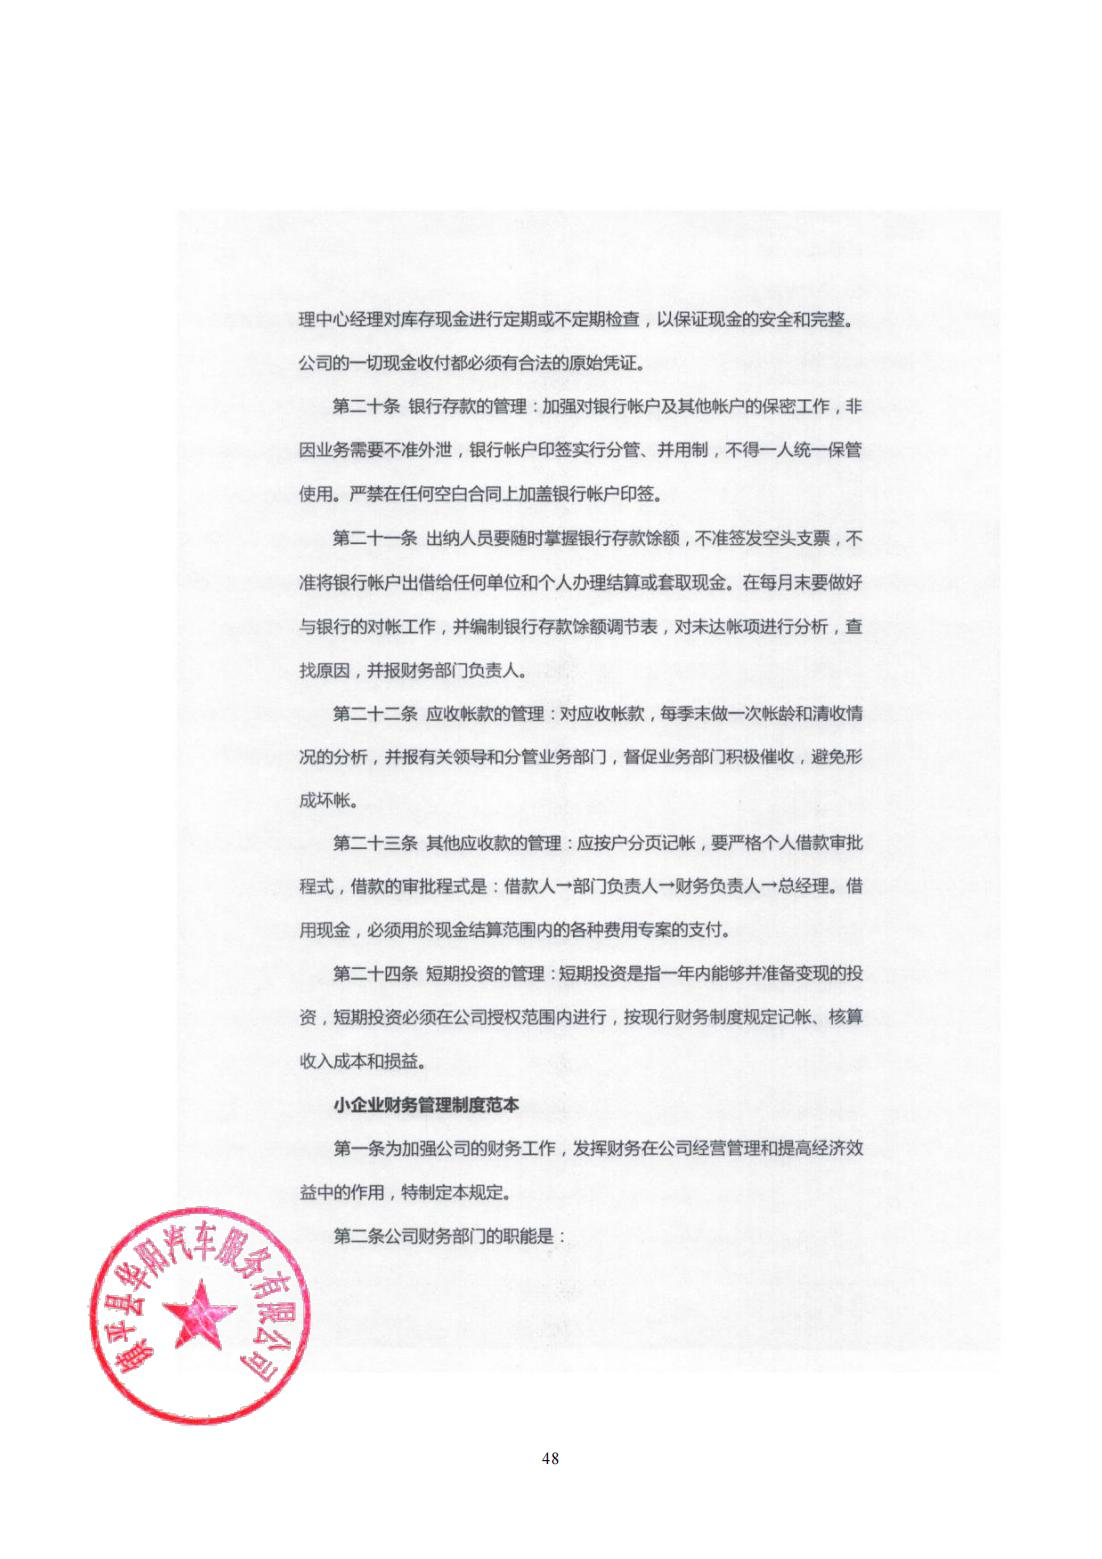 理中心经理对库存现金进行定期或不定期检查，以保证现金的安全和完整。
公司的一切现金收付都必须有合法的原始凭证。
第二十条 银行存款的管理：加强对银行帐户及其他帐户的保密工作，非
因业务需要不准外泄，银行帐户印签实行分管、并用制，不得一人统一保管
使用。严禁在任何空白合同上加盖银行帐户印签。
第二十一条 出纳人员要随时掌握银行存款馀额，不准签发空头支票，不
准将银行帐户出借给任何单位和个人办理结算或套取现金。在每月末要做好
与银行的对帐工作，并编制银行存款馀额调节表，对未达帐项进行分析，查
找原因，并报财务部门负责人。
第二十二条 应收帐款的管理：对应收帐款，每季末做一次帐龄和清收情
况的分析，并报有关领导和分管业务部门，督促业务部门积极催收，避免形
成坏帐。
第二十三条 其他应收款的管理：应按户分页记帐，要严格个人借款审批
程式，借款的审批程式是：借款人→部门负责人→财务负责人→总经理。借
用现金，必须用於现金结算范围内的各种费用专案的支付。
第二十四条 短期投资的管理：短期投资是指一年内能够并准备变现的投
资，短期投资必须在公司授权范围内进行，按现行财务制度规定记帐、核算
收入成本和损益。
小企业财务管理制度范本
第一条为加强公司的财务工作，发挥财务在公司经营管理和提高经济效
益中的作用，特制定本规定。
第二条公司财务部门的职能是：
镇平县华阳汽车服务有限公司
48